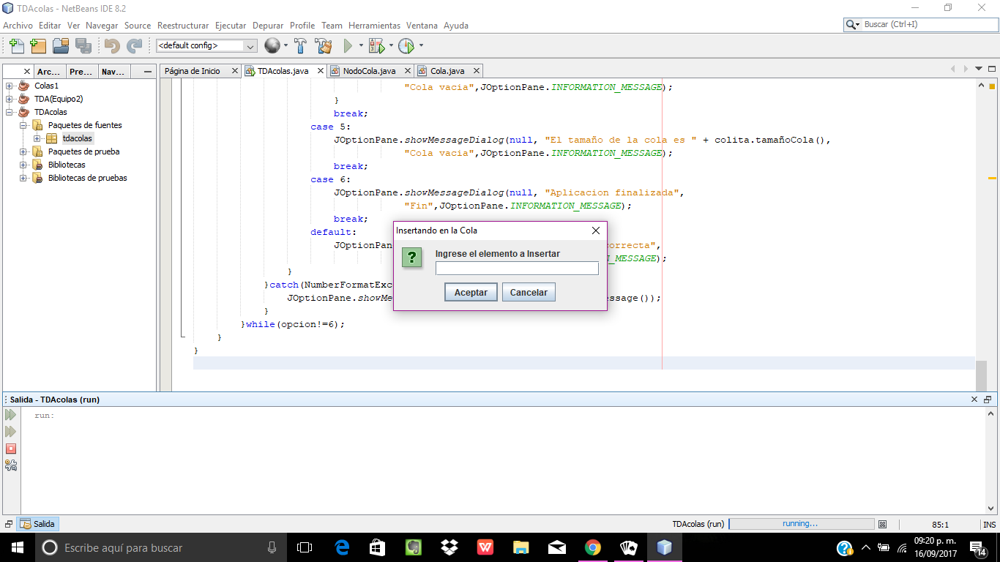 TDAcolas - NetBeans IDE 8.2
Archivo Editar Ver Navegar Source Reestructurar Ejecutar Depurar Profile Team Herramientas Ventana Ayuda
Buscar (Ctrl+I)
<default config>
Arc... Pre... Nav...
Página de Inicio TDAcolas.java NodoCola.java Cola.java
Colas1
TDA(Equipo2)
TDAcolas
Paquetes de fuentes
tdacolas
Paquetes de prueba
Bibliotecas
Bibliotecas de pruebas
"Cola vacia",JOptionPane.INFORMATION_MESSAGE);
}
break;
case 5:
JOptionPane.showMessageDialog(null, "El tamaño de la cola es " + colita.tamañoCola(),
"Cola vacia",JOptionPane.INFORMATION_MESSAGE);
break;
case 6:
JOptionPane.showMessageDialog(null, "Aplicacion finalizada",
"Fin",JOptionPane.INFORMATION_MESSAGE);
break;
default:
JOptionPan correcta",
N_MESSAGE);
}
}catch(NumberFormatExc
JOptionPane.showMe essage());
}
}while(opcion!=6);
}
}
Insertando en la Cola
Ingrese el elemento a Insertar
Aceptar Cancelar
Salida - TDAcolas (run)
run:
Salida
TDAcolas (run) running... 85:1 INS
Escribe aquí para buscar
09:20 p. m.
16/09/2017
14